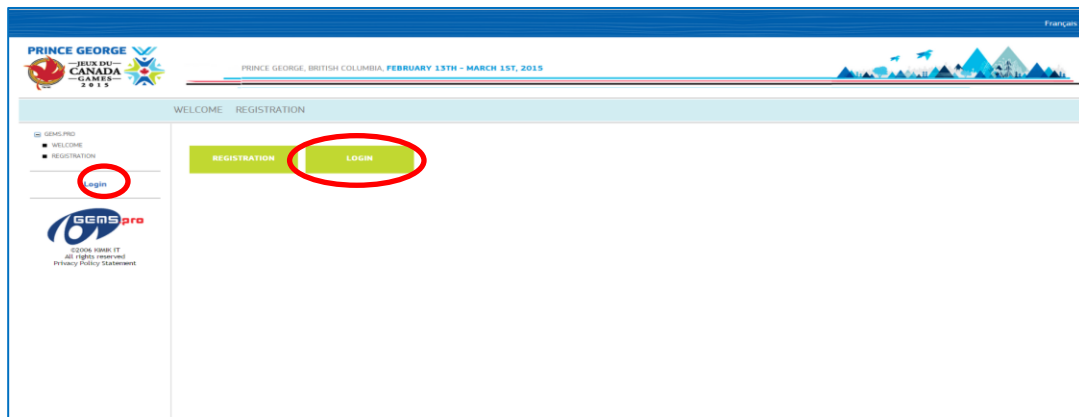 Français
PRINCE GEORGE
JEUX DU
CANADA
GAMES
2015
PRINCE GEORGE, BRITISH COLUMBIA, FEBRUARY 13TH - MARCH 1ST, 2015
WELCOME REGISTRATION
GEMS.PRO
WELCOME
REGISTRATION
Login
REGISTRATION LOGIN
GEMS pro
©2006 KMIK IT
All rights reserved
Privacy Policy Statement